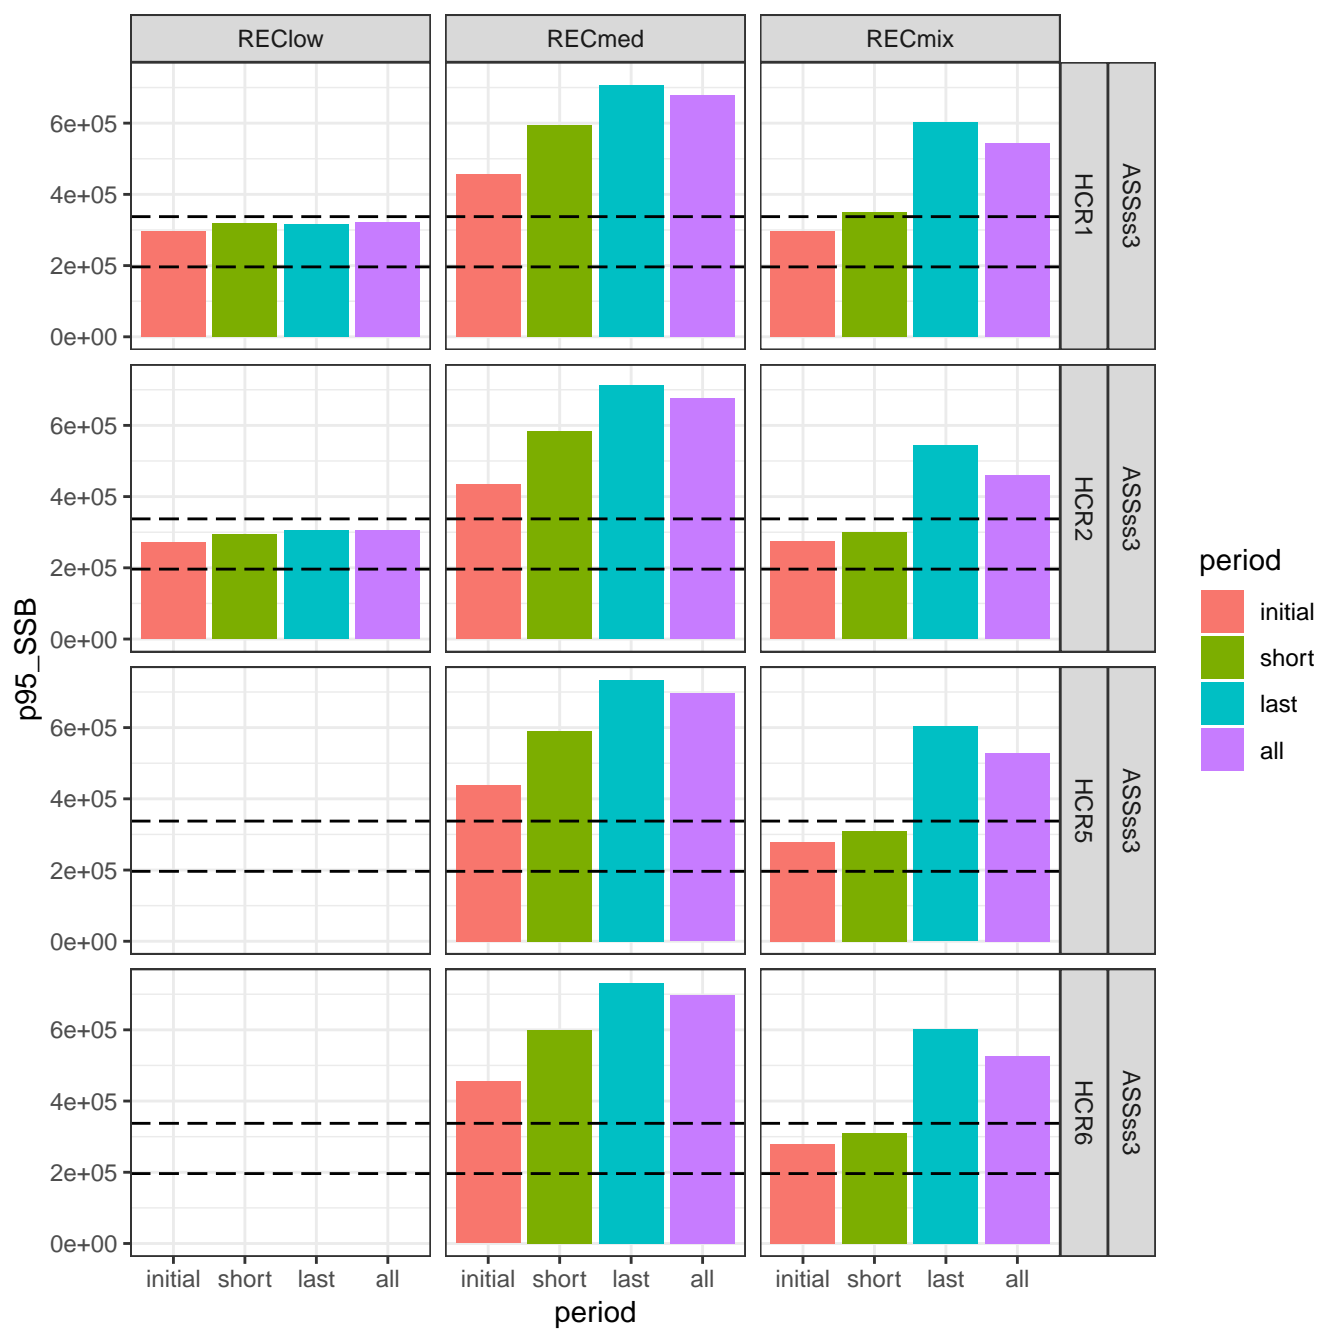 REClow RECmed RECmix
6e+05
4e+05
2e+05
0e+00
HCR1
ASSss3
6e+05
4e+05
2e+05
0e+00
HCR2
ASSss3
6e+05
4e+05
2e+05
0e+00
HCR5
ASSss3
6e+05
4e+05
2e+05
0e+00
HCR6
ASSss3
p95_SSB
initial short last all initial short last all initial short last all
period
period
initial
short
last
all